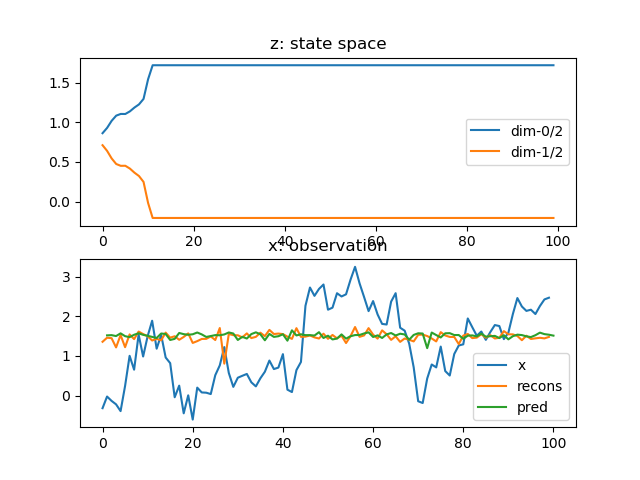 z: state space
1.5
1.0
0.5
0.0
dim-0/2
dim-1/2
0 20 40 60 80 100
x: observation
3
2
1
0
x
recons
pred
0 20 40 60 80 100